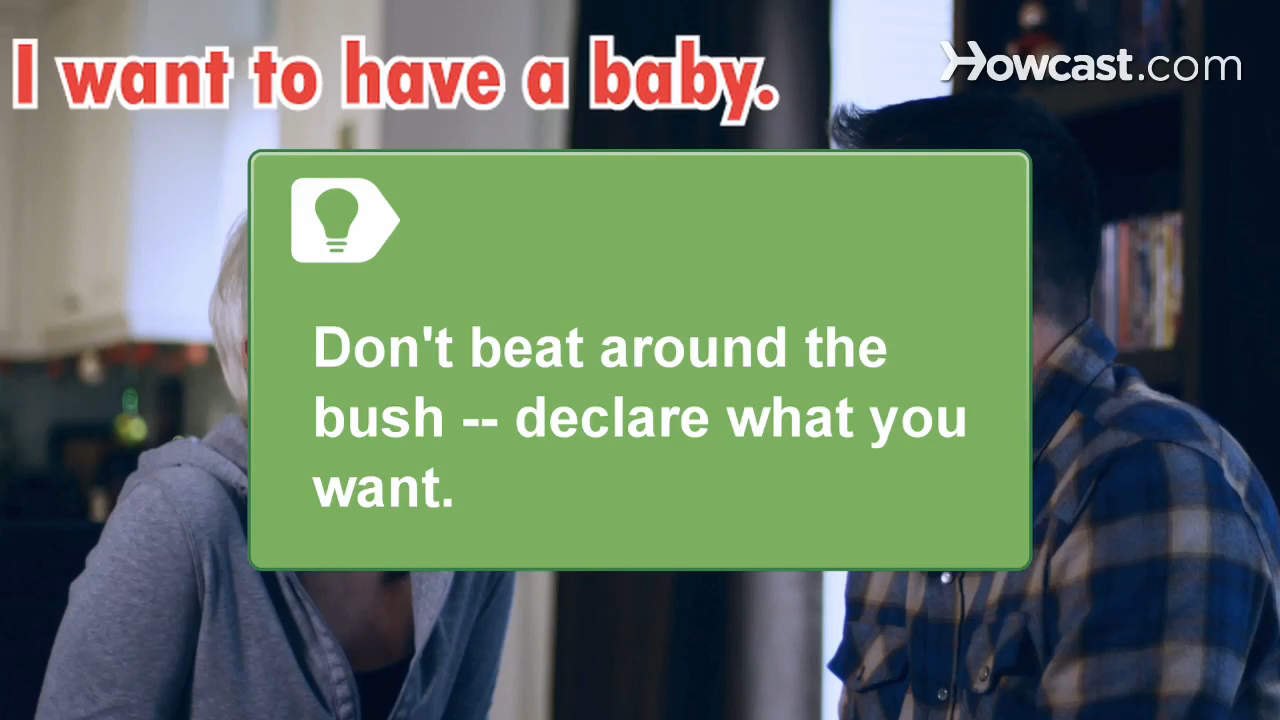 I want to have a baby.
Howcast.com
Don't beat around the
bush -- declare what you
want.